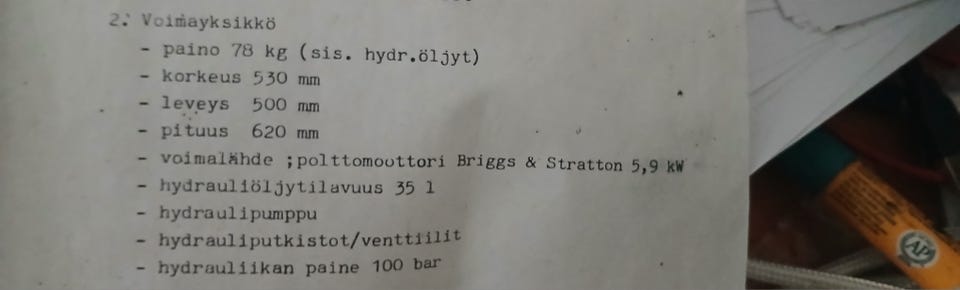 2. Voimayksikkö
- paino 78 kg (sis. hydr.öljyt)
- korkeus 530 mm
- leveys 500 mm
- pituus 620 mm
- voimalähde ;polttomoottori Briggs & Stratton 5,9 kW
- hydrauliöljytilavuus 35 l
- hydraulipumppu
- hydrauliputkistot/venttiilit
- hydrauliikan paine 100 bar
AP